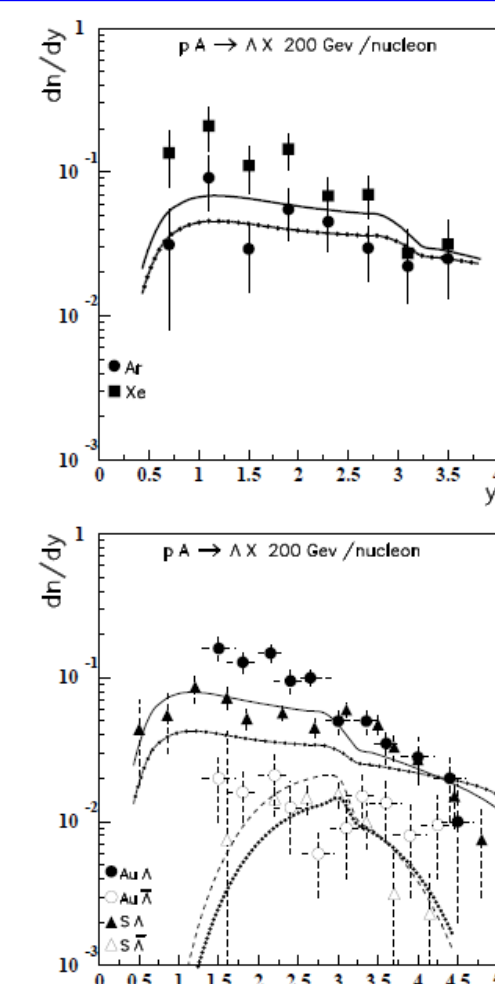 p A → Λ X 200 Gev /nucleon
dn/dy
1
10 -1
10 -2
10 -3
Ar
Xe
0 0.5 1 1.5 2 2.5 3 3.5
y
p A → Λ X 200 Gev /nucleon
dn/dy
1
10 -1
10 -2
10 -3
Au Λ
Au Λ̅
S Λ
S Λ̅
0 0.5 1 1.5 2 2.5 3 3.5 4 4.5